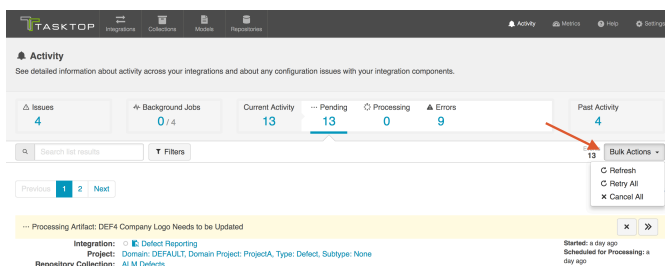 TASKTOP
Integrations Collections Models Repositories Activity Metrics Help Settings
Activity
See detailed information about activity across your integrations and about any configuration issues with your integration components.
Issues Background Jobs Current Activity Pending Processing Errors Past Activity
4 0 / 4 13 13 0 9 4
Search list results Filters 13 Bulk Actions
Refresh
Retry All
Cancel All
Previous 1 2 Next
Processing Artifact: DEF4 Company Logo Needs to be Updated
Integration: Defect Reporting Started: a day ago
Project: Domain: DEFAULT, Domain Project: ProjectA, Type: Defect, Subtype: None Scheduled for Processing: a
day ago
Repository Collection: ALM Defects